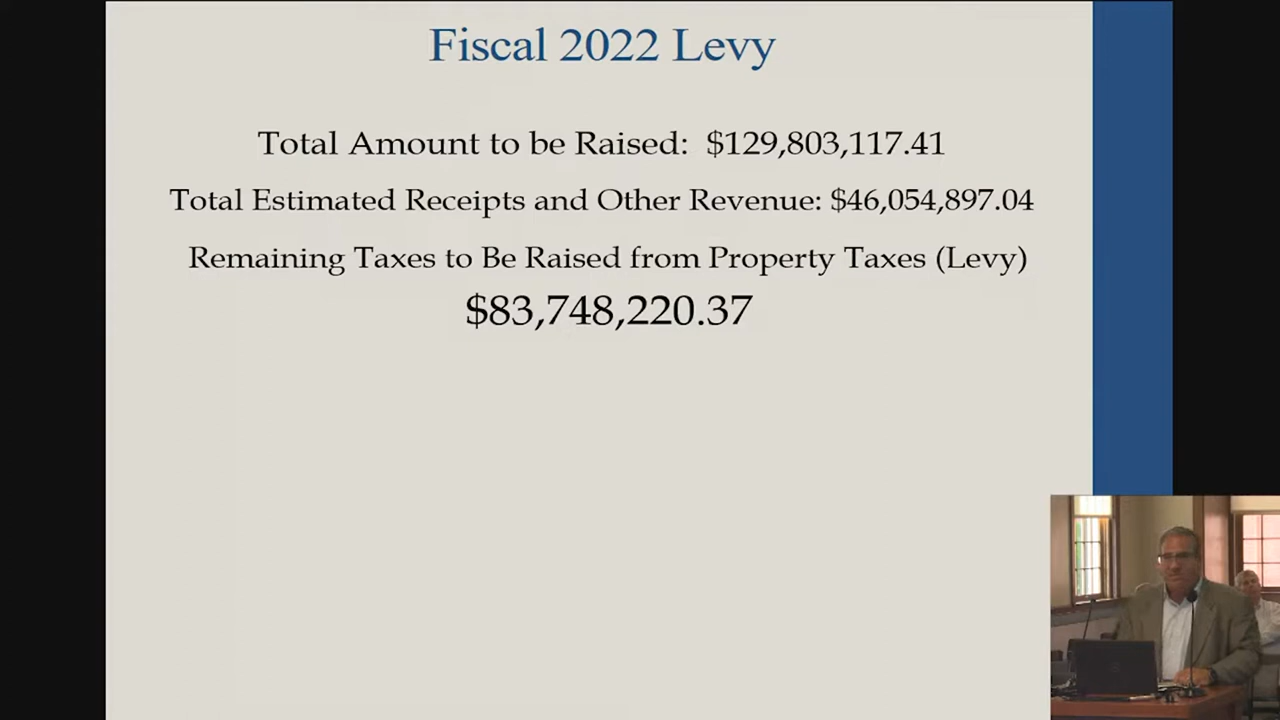 Fiscal 2022 Levy
Total Amount to be Raised: $129,803,117.41
Total Estimated Receipts and Other Revenue: $46,054,897.04
Remaining Taxes to Be Raised from Property Taxes (Levy)
$83,748,220.37